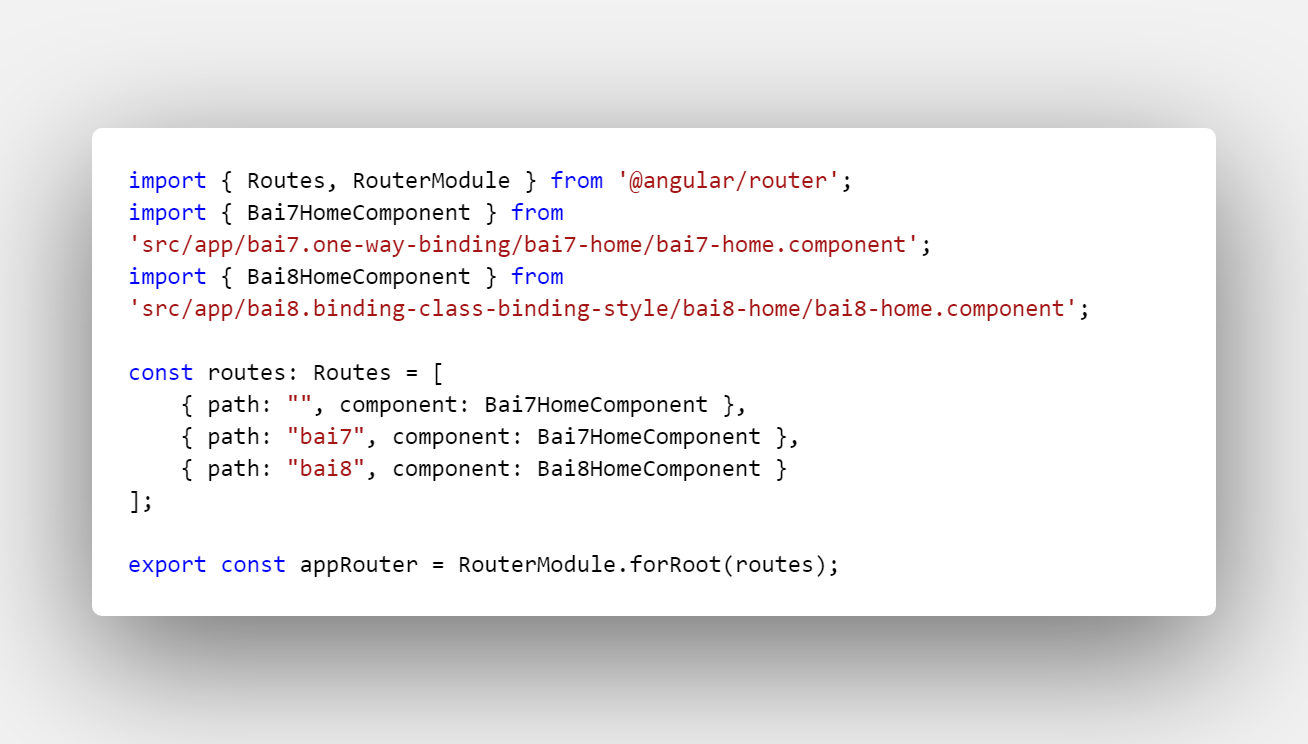 import { Routes, RouterModule } from '@angular/router';
import { Bai7HomeComponent } from
'src/app/bai7.one-way-binding/bai7-home/bai7-home.component';
import { Bai8HomeComponent } from
'src/app/bai8.binding-class-binding-style/bai8-home/bai8-home.component';

const routes: Routes = [
    { path: "", component: Bai7HomeComponent },
    { path: "bai7", component: Bai7HomeComponent },
    { path: "bai8", component: Bai8HomeComponent }
];

export const appRouter = RouterModule.forRoot(routes);